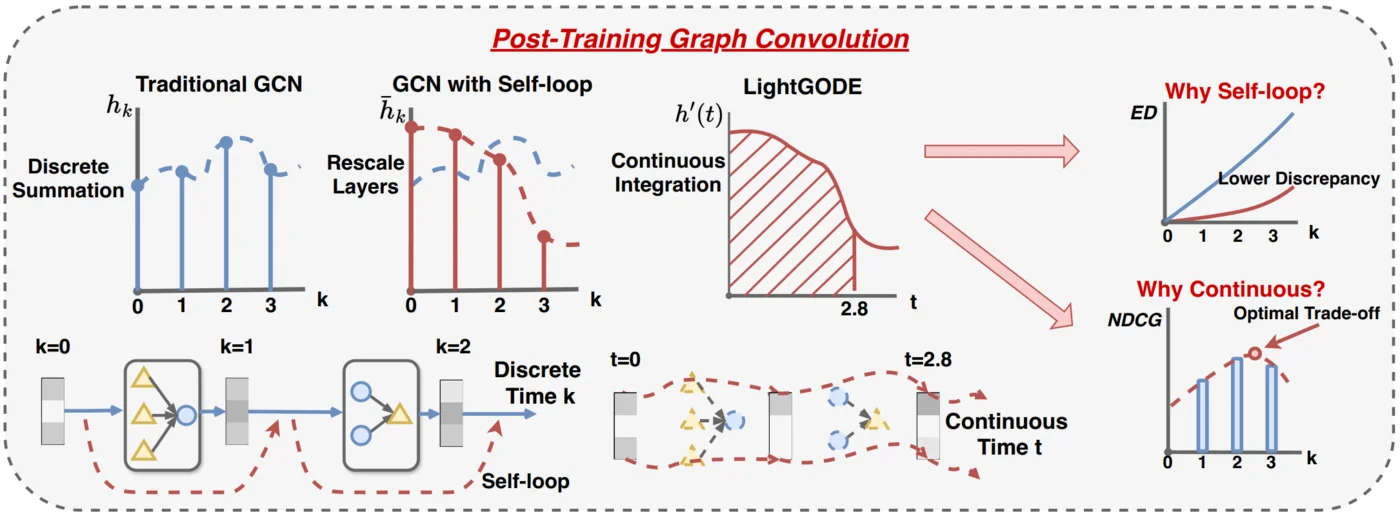 Post-Training Graph Convolution
Traditional GCN
h_k
Discrete
Summation
0 1 2 3 k
GCN with Self-loop
h̄_k
Rescale
Layers
0 1 2 3 k
LightGODE
h′(t)
Continuous
Integration
2.8 t
Why Self-loop?
ED
Lower Discrepancy
0 1 2 3 k
Why Continuous?
NDCG
Optimal Trade-off
0 1 2 3 k
k=0
k=1
k=2
Discrete
Time k
Self-loop
t=0
t=2.8
Continuous
Time t